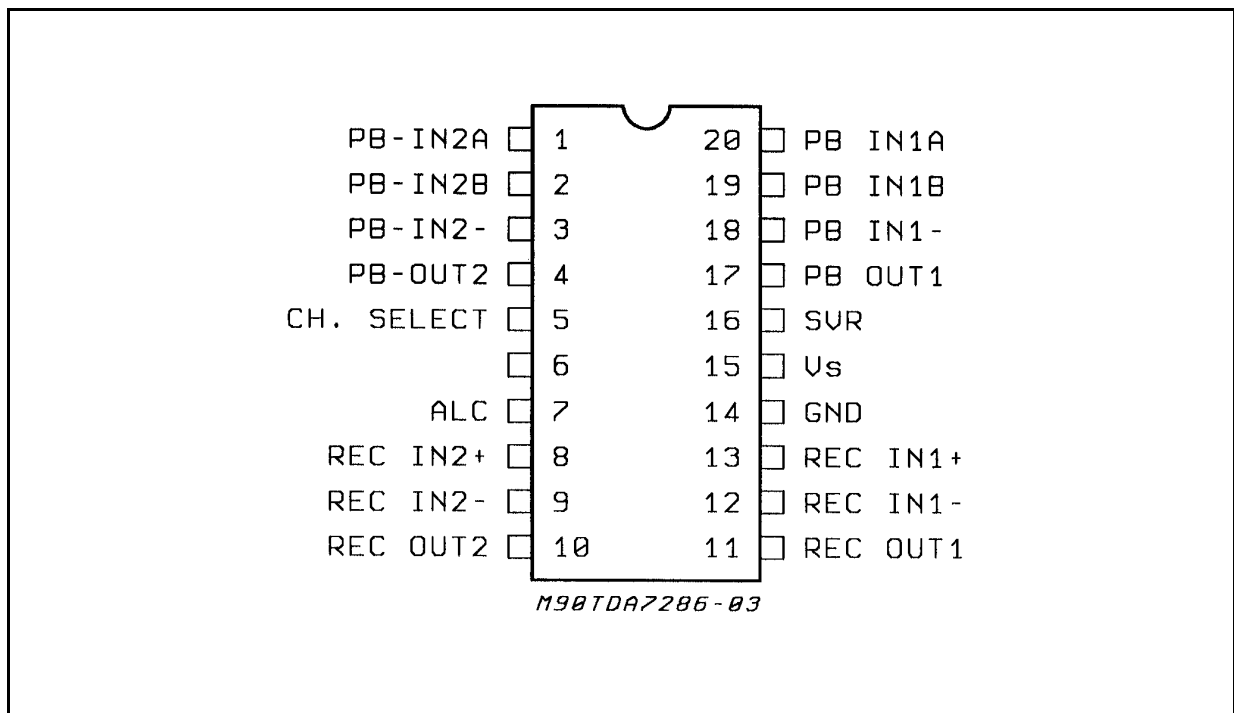 PB-IN2A 1 20 PB IN1A
PB-IN2B 2 19 PB IN1B
PB-IN2- 3 18 PB IN1-
PB-OUT2 4 17 PB OUT1
CH. SELECT 5 16 SVR
6 15 Vs
ALC 7 14 GND
REC IN2+ 8 13 REC IN1+
REC IN2- 9 12 REC IN1-
REC OUT2 10 11 REC OUT1
M90TDA7286-03